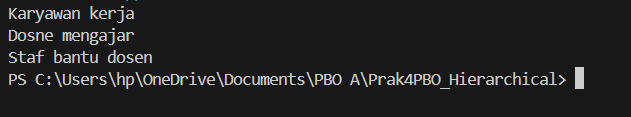 Karyawan kerja
Dosne mengajar
Staf bantu dosen
PS C:\Users\hp\OneDrive\Documents\PBO A\Prak4PBO_Hierarchical>